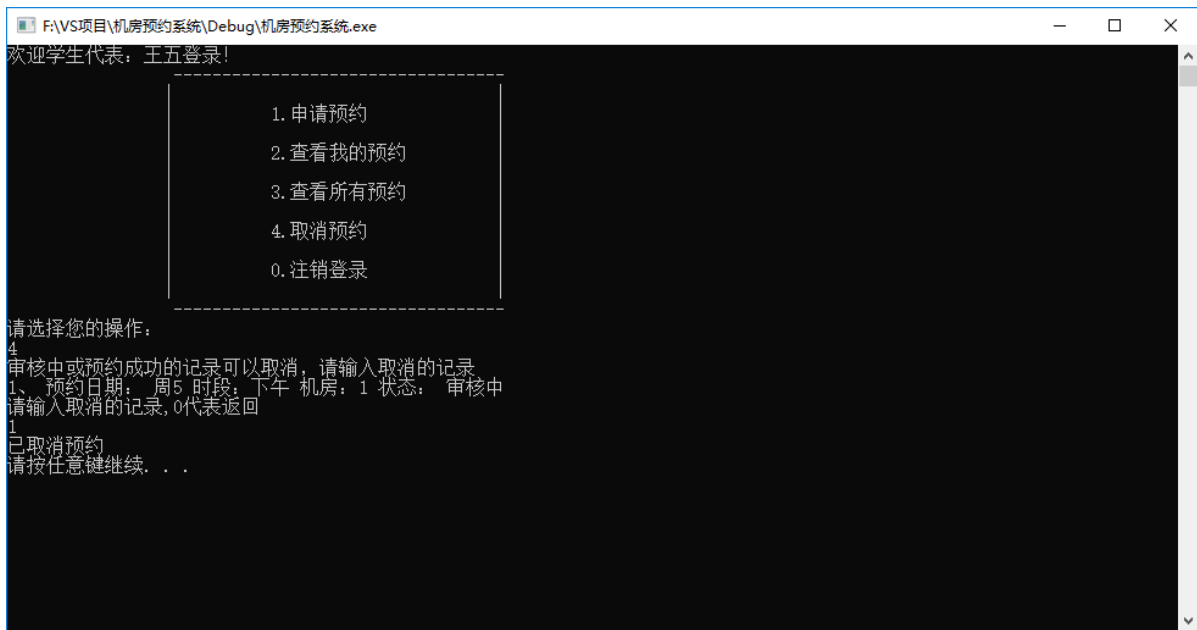 F:\VS项目\机房预约系统\Debug\机房预约系统.exe
欢迎学生代表：王五登录!
----------------------------------
1.申请预约
2.查看我的预约
3.查看所有预约
4.取消预约
0.注销登录
----------------------------------
请选择您的操作：
4
审核中或预约成功的记录可以取消，请输入取消的记录
1、 预约日期： 周5 时段：下午 机房：1 状态： 审核中
请输入取消的记录,0代表返回
1
已取消预约
请按任意键继续. . .